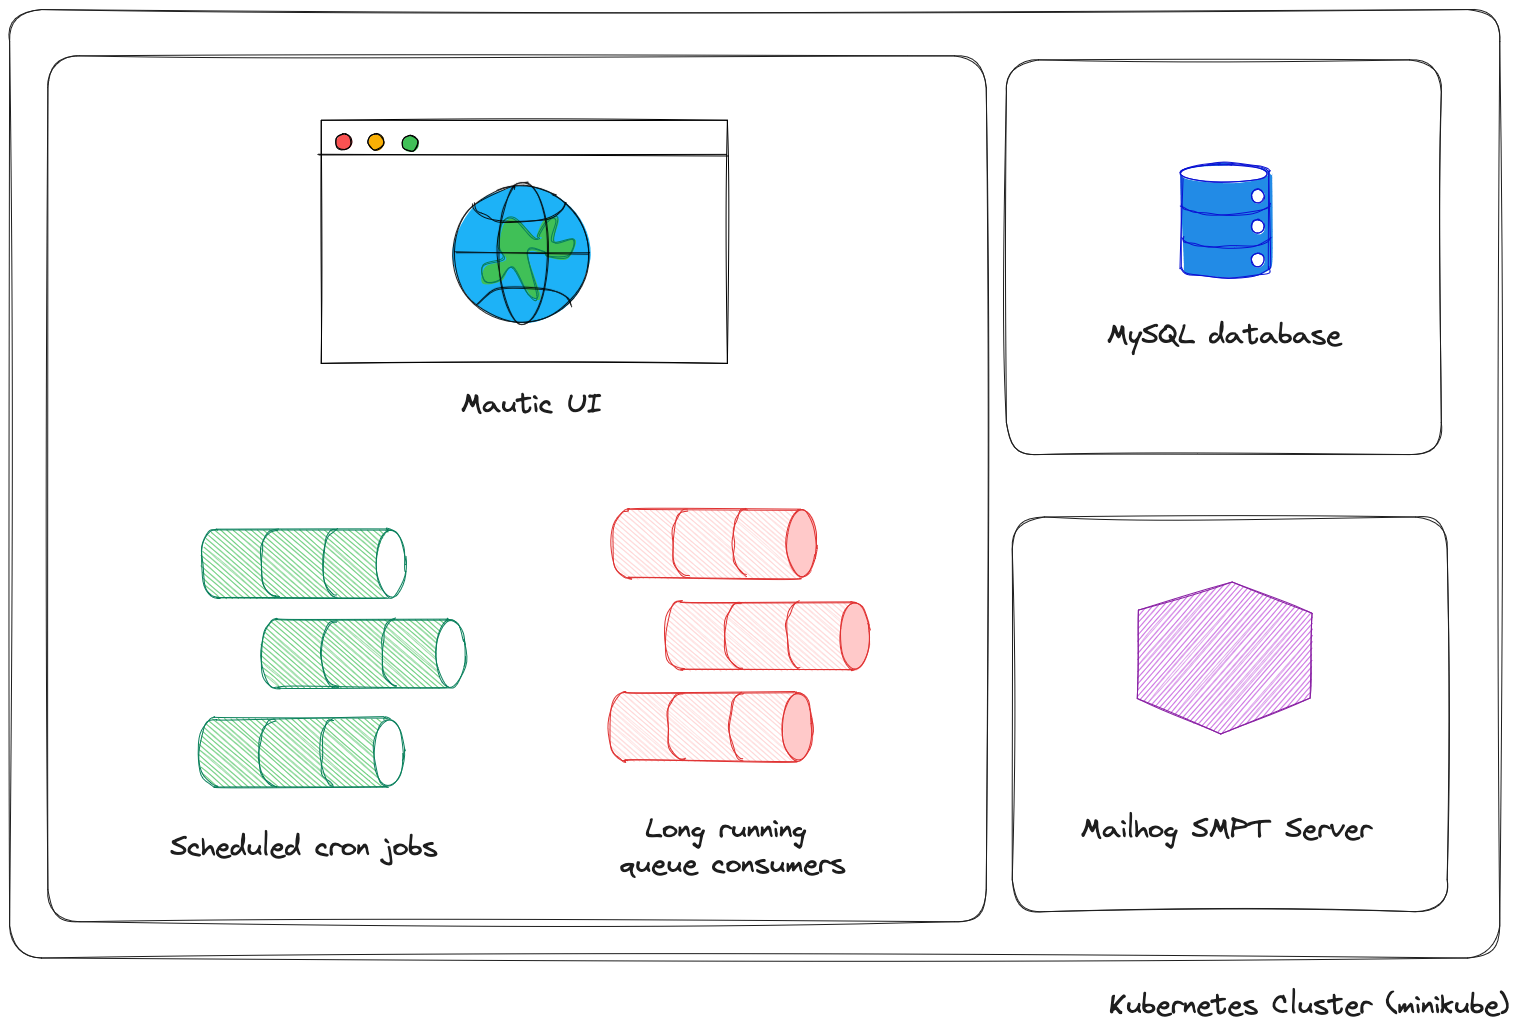 Mautic UI
MySQL database
Scheduled cron jobs
Long running
queue consumers
Mailhog SMPT Server
Kubernetes Cluster (minikube)